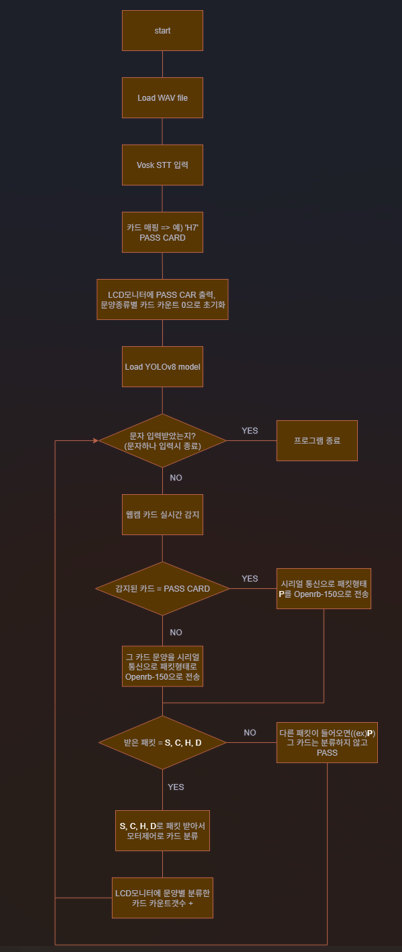 start
Load WAV file
Vosk STT 입력
카드 매핑 => 예) 'H7'
PASS CARD
LCD모니터에 PASS CAR 출력,
문양종류별 카드 카운트 0으로 초기화
Load YOLOv8 model
문자 입력받았는지?
(문자하나 입력시 종료)
YES
프로그램 종료
NO
웹캠 카드 실시간 감지
감지된 카드 = PASS CARD
YES
시리얼 통신으로 패킷형태
P를 Openrb-150으로 전송
NO
그 카드 문양을 시리얼
통신으로 패킷형태로
Openrb-150으로 전송
받은 패킷 = S, C, H, D
NO
다른 패킷이 들어오면((ex)P)
그 카드는 분류하지 않고
PASS
YES
S, C, H, D로 패킷 받아서
모터제어로 카드 분류
LCD모니터에 문양별 분류한
카드 카운트갯수 +